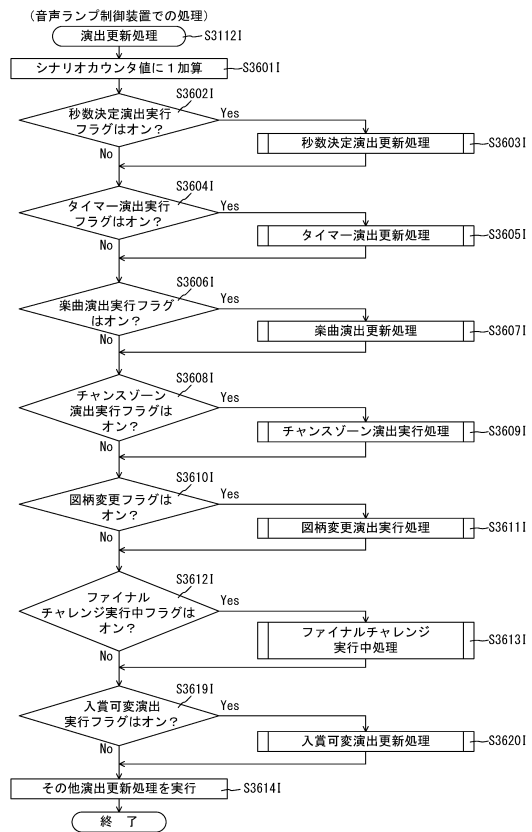 (音声ランプ制御装置での処理)
演出更新処理
S3112I
シナリオカウンタ値に1加算
S3601I
S3602I
秒数決定演出実行
フラグはオン?
Yes
No
秒数決定演出更新処理
S3603I
S3604I
タイマー演出実行
フラグはオン?
Yes
No
タイマー演出更新処理
S3605I
S3606I
楽曲演出実行フラグ
はオン?
Yes
No
楽曲演出更新処理
S3607I
S3608I
チャンスゾーン
演出実行フラグは
オン?
Yes
No
チャンスゾーン演出実行処理
S3609I
S3610I
図柄変更フラグは
オン?
Yes
No
図柄変更演出実行処理
S3611I
S3612I
ファイナル
チャレンジ実行中フラグは
オン?
Yes
No
ファイナルチャレンジ
実行中処理
S3613I
S3619I
入賞可変演出
実行フラグはオン?
Yes
No
入賞可変演出更新処理
S3620I
その他演出更新処理を実行
S3614I
終 了